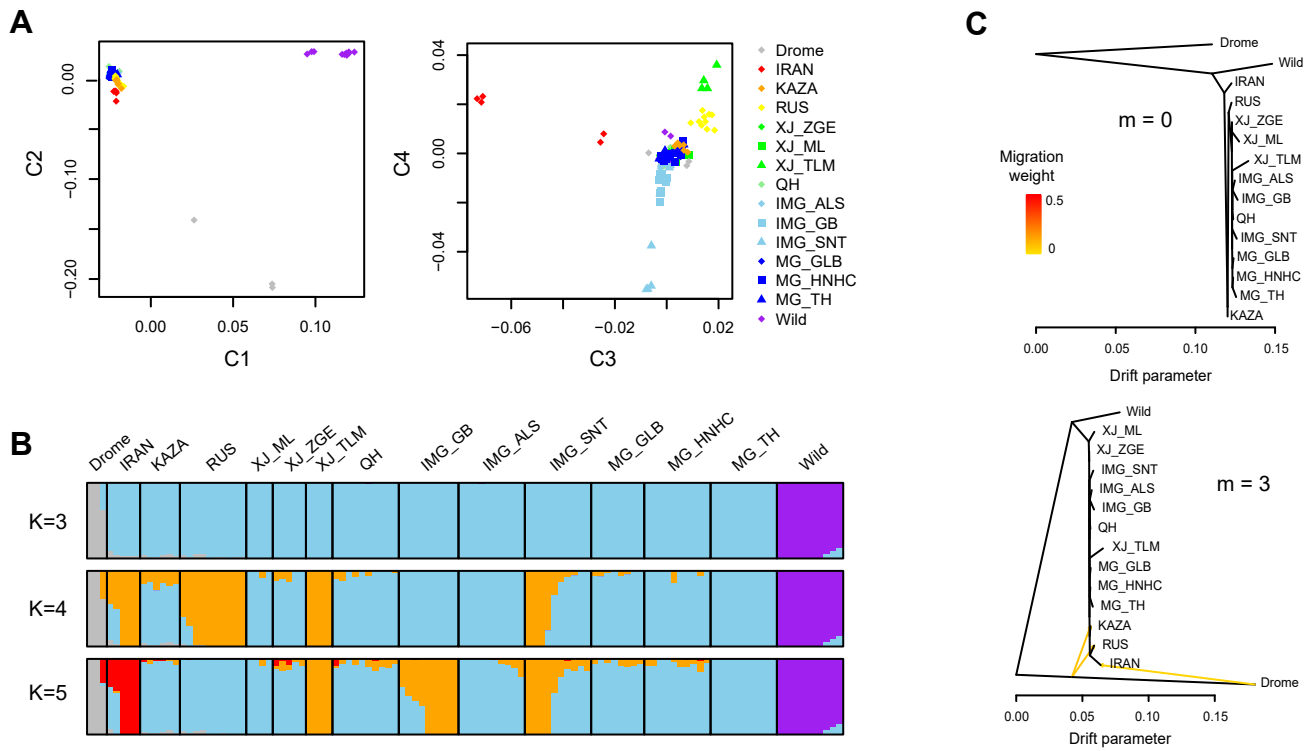 A
C2
0.00
−0.10
−0.20
0.00
0.05
0.10
C1
C4
0.04
0.00
−0.04
−0.06
−0.02
0.02
C3
Drome
IRAN
KAZA
RUS
XJ_ZGE
XJ_ML
XJ_TLM
QH
IMG_ALS
IMG_GB
IMG_SNT
MG_GLB
MG_HNHC
MG_TH
Wild
B
Drome
IRAN
KAZA
RUS
XJ_ML
XJ_ZGE
XJ_TLM
QH
IMG_GB
IMG_ALS
IMG_SNT
MG_GLB
MG_HNHC
MG_TH
Wild
K=3
K=4
K=5
C
Drome
Wild
IRAN
RUS
XJ_ZGE
XJ_ML
XJ_TLM
IMG_ALS
IMG_GB
QH
IMG_SNT
MG_GLB
MG_HNHC
MG_TH
KAZA
m = 0
Migration
weight
0.5
0
0.00
0.05
0.10
0.15
Drift parameter
Wild
XJ_ML
XJ_ZGE
IMG_SNT
IMG_ALS
IMG_GB
QH
XJ_TLM
MG_GLB
MG_HNHC
MG_TH
KAZA
RUS
IRAN
Drome
m = 3
0.00
0.05
0.10
0.15
Drift parameter